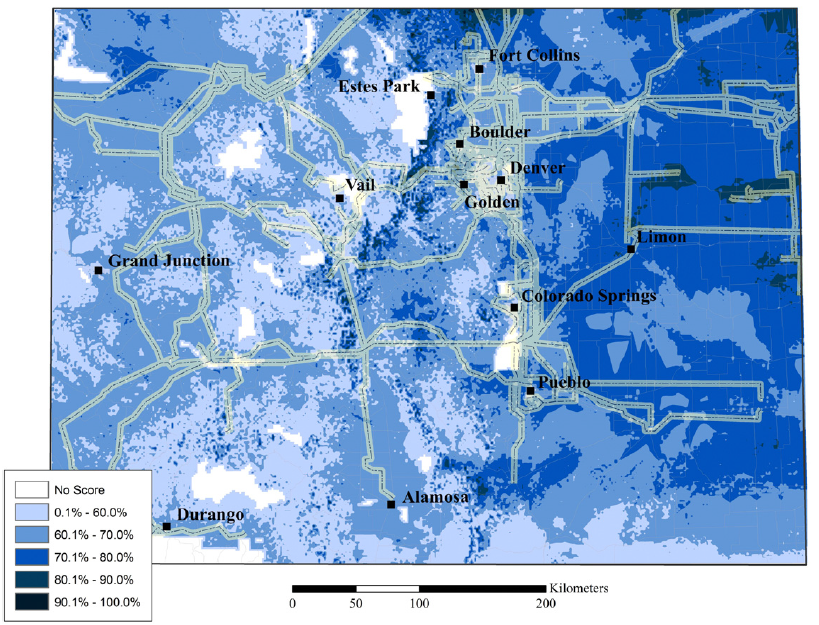 Fort Collins
Estes Park
Boulder
Denver
Vail
Golden
Limon
Grand Junction
Colorado Springs
Pueblo
No Score
0.1% - 60.0%
60.1% - 70.0%
70.1% - 80.0%
80.1% - 90.0%
90.1% - 100.0%
Alamosa
Durango
Kilometers
0 50 100 200